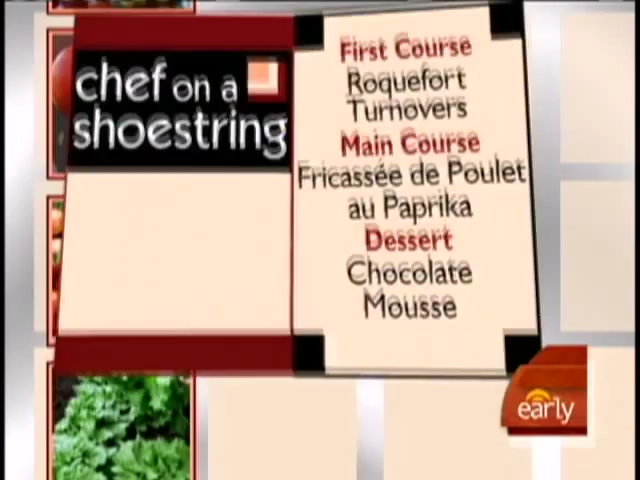 chef on a
shoestring
First Course
Roquefort
Turnovers
Main Course
Fricassée de Poulet
au Paprika
Dessert
Chocolate
Mousse
early